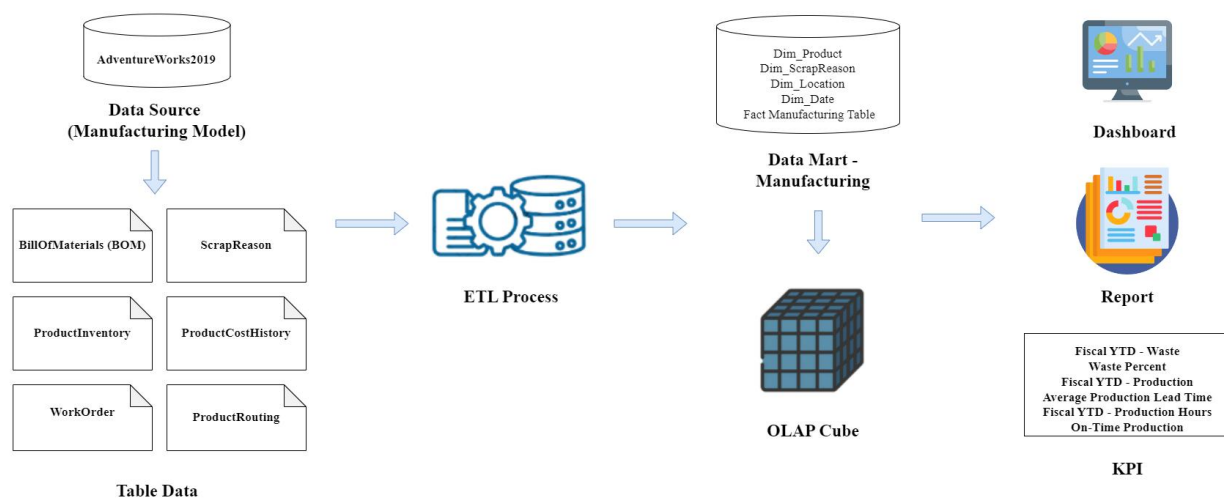 AdventureWorks2019
Data Source
(Manufacturing Model)
BillOfMaterials (BOM)
ScrapReason
ProductInventory
ProductCostHistory
WorkOrder
ProductRouting
Table Data
ETL Process
Dim_Product
Dim_ScrapReason
Dim_Location
Dim_Date
Fact Manufacturing Table
Data Mart -
Manufacturing
OLAP Cube
Dashboard
Report
Fiscal YTD - Waste
Waste Percent
Fiscal YTD - Production
Average Production Lead Time
Fiscal YTD - Production Hours
On-Time Production
KPI